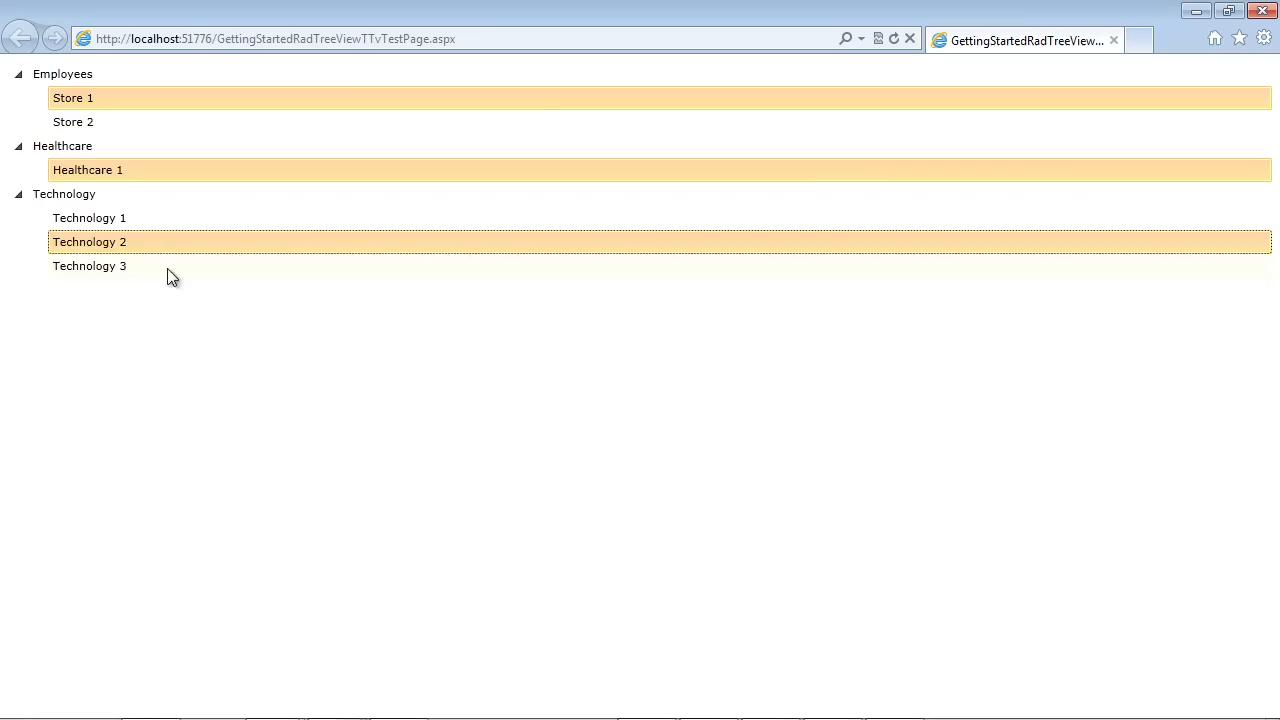 http://localhost:51776/GettingStartedRadTreeViewTTvTestPage.aspx
GettingStartedRadTreeView...
Employees
Store 1
Store 2
Healthcare
Healthcare 1
Technology
Technology 1
Technology 2
Technology 3